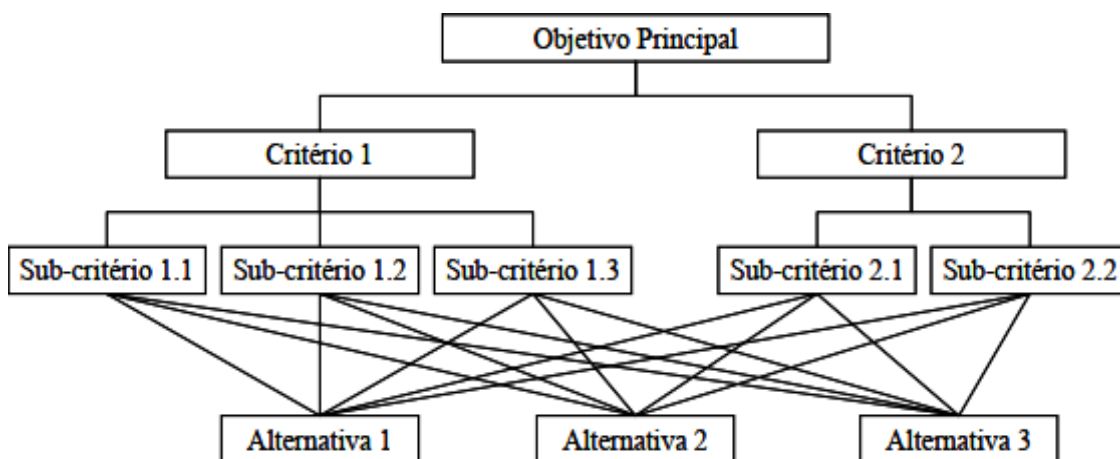 Objetivo Principal
Critério 1
Critério 2
Sub-critério 1.1
Sub-critério 1.2
Sub-critério 1.3
Sub-critério 2.1
Sub-critério 2.2
Alternativa 1
Alternativa 2
Alternativa 3